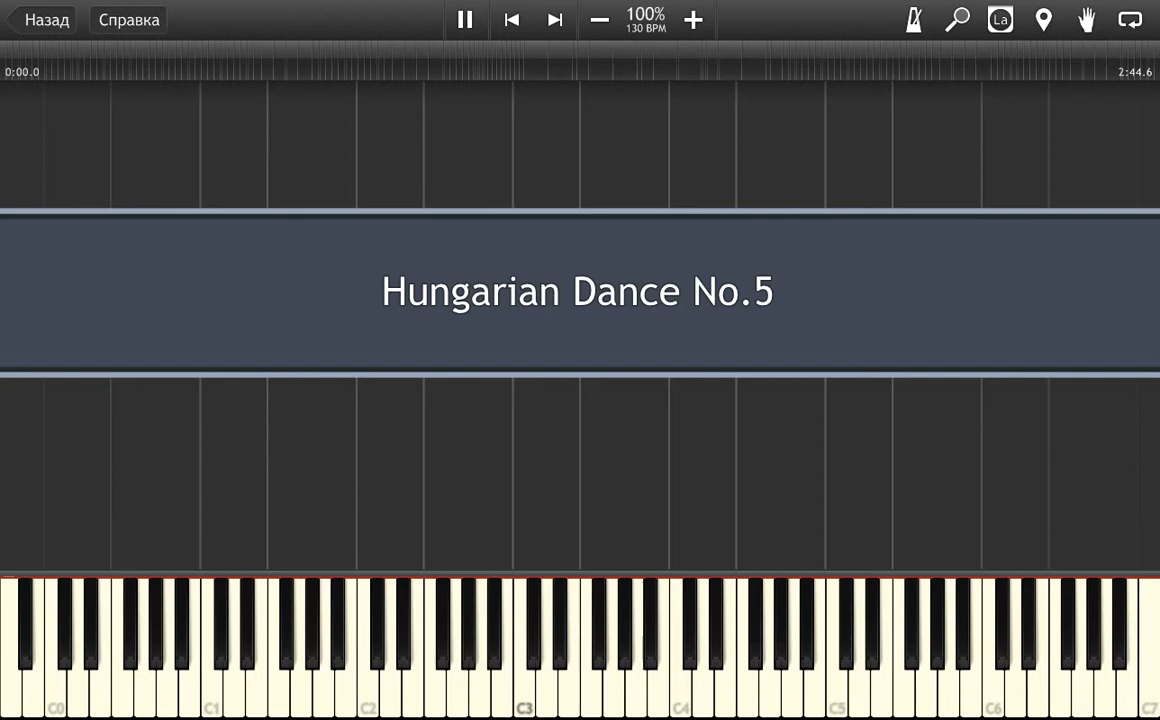 Назад
Справка
100%
130 BPM
La
0:00.0
2:44.6
Hungarian Dance No.5
C0
C1
C2
C3
C4
C5
C6
C7